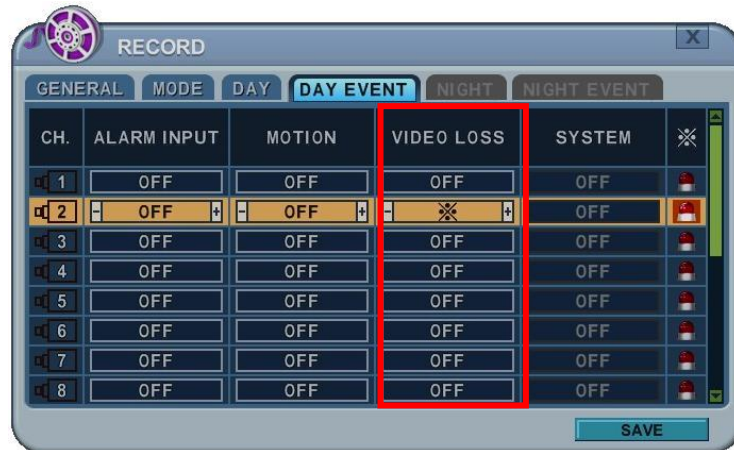 RECORD X
GENERAL MODE DAY DAY EVENT NIGHT NIGHT EVENT
CH. ALARM INPUT MOTION VIDEO LOSS SYSTEM ※
1 OFF OFF OFF OFF
2 - OFF + - OFF + - ※ + OFF
3 OFF OFF OFF OFF
4 OFF OFF OFF OFF
5 OFF OFF OFF OFF
6 OFF OFF OFF OFF
7 OFF OFF OFF OFF
8 OFF OFF OFF OFF
SAVE